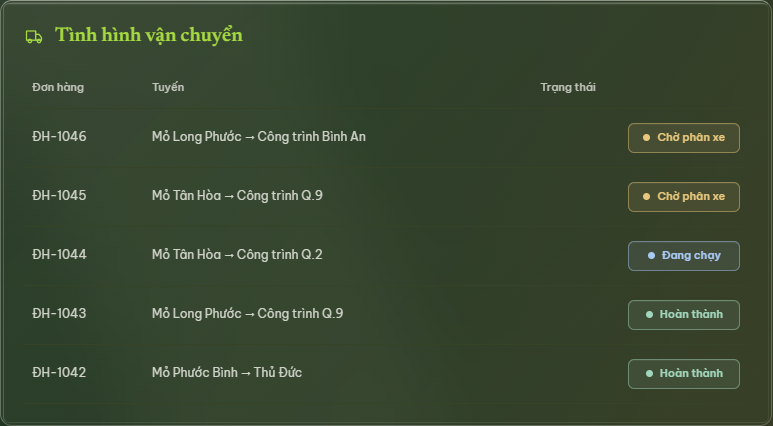 Tình hình vận chuyển
Đơn hàng Tuyến Trạng thái
ĐH-1046 Mỏ Long Phước → Công trình Bình An Chờ phân xe
ĐH-1045 Mỏ Tân Hòa → Công trình Q.9 Chờ phân xe
ĐH-1044 Mỏ Tân Hòa → Công trình Q.2 Đang chạy
ĐH-1043 Mỏ Long Phước → Công trình Q.9 Hoàn thành
ĐH-1042 Mỏ Phước Bình → Thủ Đức Hoàn thành